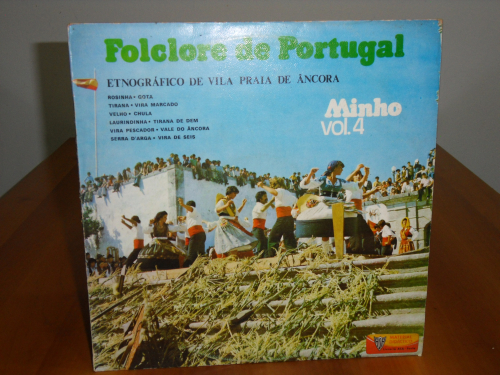 Folclore de Portugal
ETNOGRÁFICO DE VILA PRAIA DE ÂNCORA
ROSINHA • GOTA
TIRANA • VIRA MARCADO
VELHO • CHULA
LAURINDINHA • TIRANA DE DEM
VIRA PESCADOR • VALE DO ÂNCORA
SERRA D'ARGA • VIRA DE SEIS
Minho
vol.4